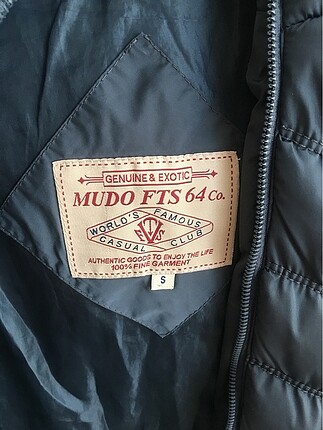 GENUINE & EXOTIC
MUDO FTS 64 Co.
WORLD'S FAMOUS
CASUAL CLUB
AUTHENTIC GOODS TO ENJOY THE LIFE
100% FINE GARMENT
S